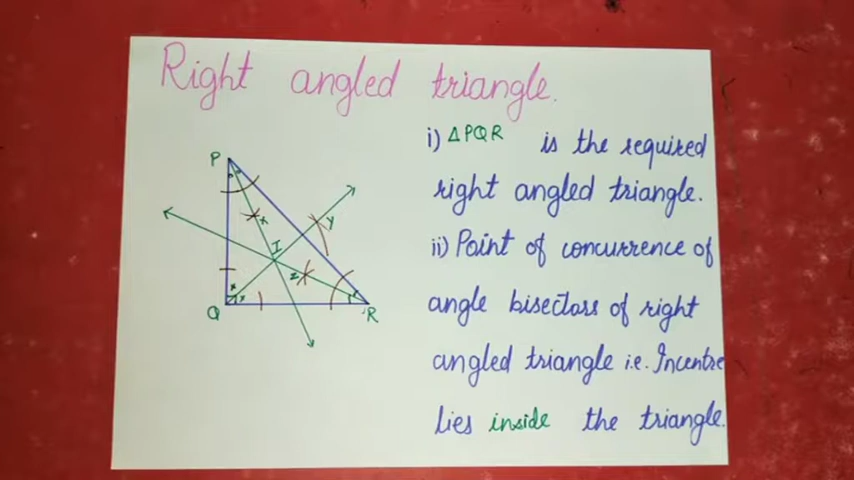 Right angled triangle.
i) △PQR is the required
right angled triangle.
ii) Point of concurrence of
angle bisectors of right
angled triangle i.e. Incentre
lies inside the triangle.
P
x
Y
I
Z
x
x
Q
R